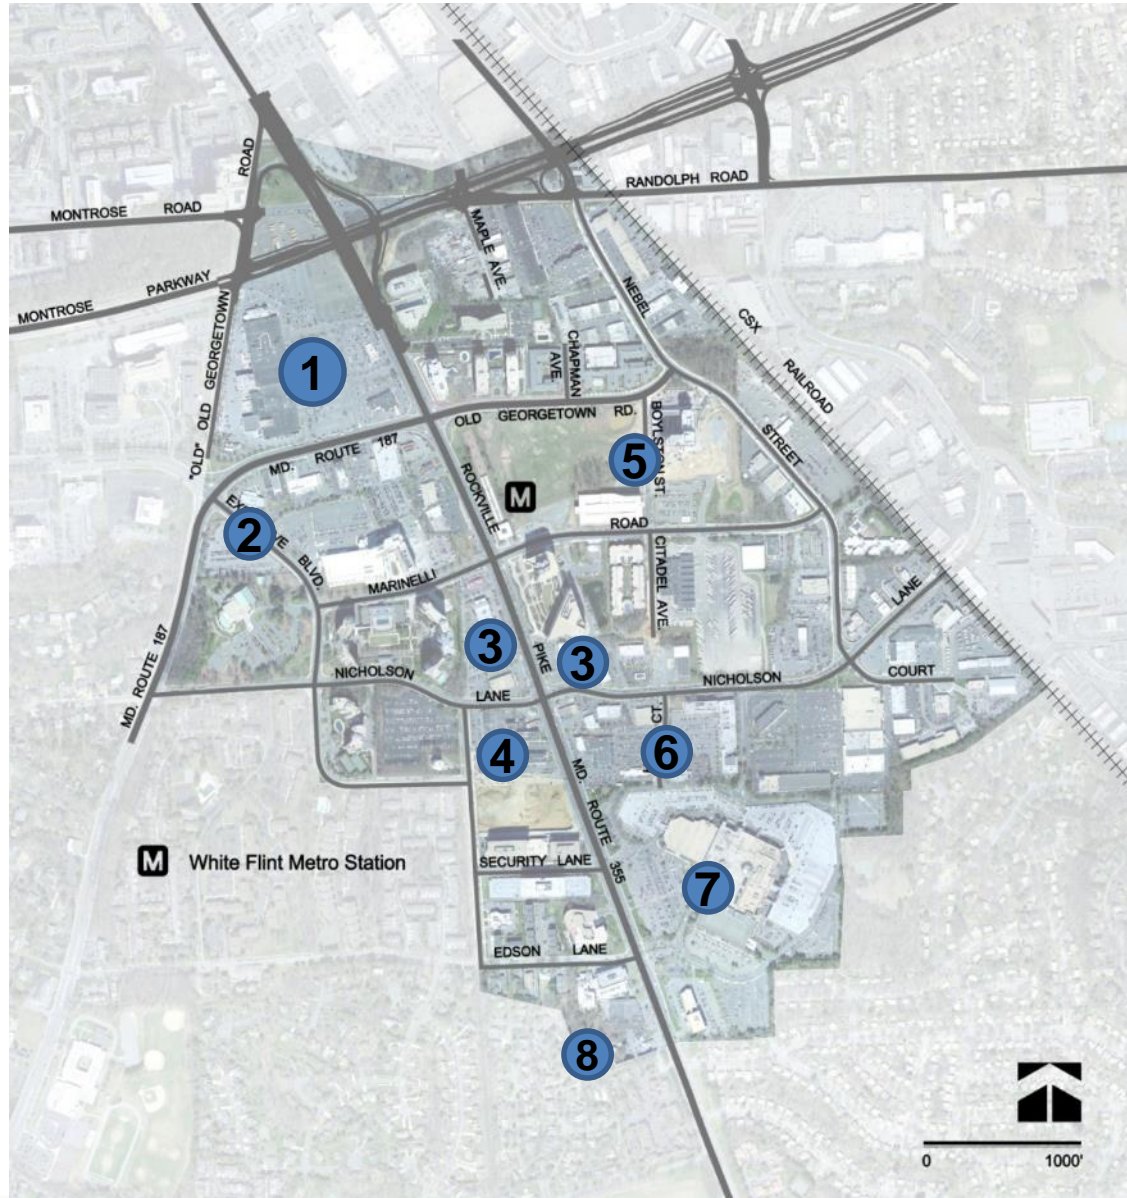 ROAD
RANDOLPH ROAD
MONTROSE ROAD
MAPLE AVE.
MONTROSE PARKWAY
NEBEL
CSX
"OLD" OLD GEORGETOWN
CHAPMAN
AVE.
RAILROAD
1
OLD GEORGETOWN RD.
BOYLSTON ST.
STREET
MD. ROUTE 187
5
ROCKVILLE
M
2
BLVD.
ROAD
MARINELLI
CITADEL AVE.
LANE
MD. ROUTE 187
3
PIKE
3
NICHOLSON
LANE
NICHOLSON
COURT
CT.
4
6
MD. ROUTE 355
M White Flint Metro Station
SECURITY LANE
7
EDSON LANE
8
0 1000'